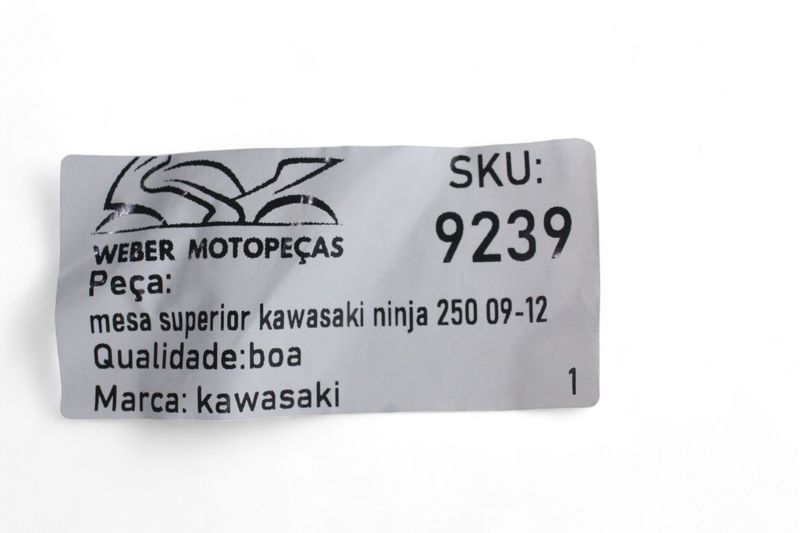 WEBER MOTOPEÇAS
SKU:
9239
Peça:
mesa superior kawasaki ninja 250 09-12
Qualidade:boa
Marca: kawasaki
1